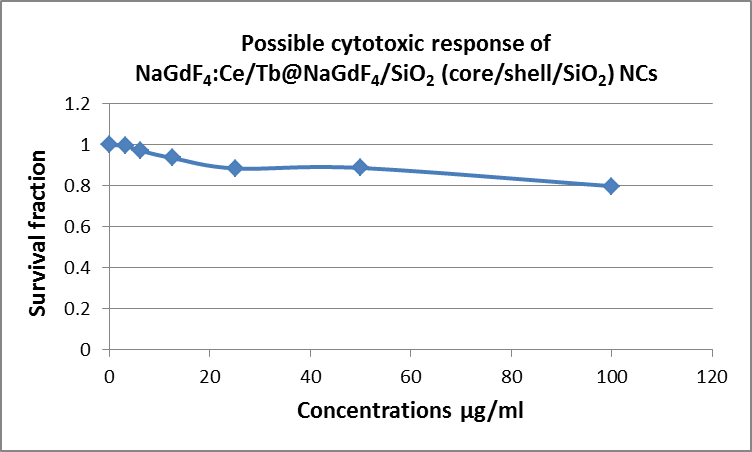 Possible cytotoxic response of
NaGdF₄:Ce/Tb@NaGdF₄/SiO₂ (core/shell/SiO₂) NCs
1.2
1
0.8
0.6
0.4
0.2
0
Survival fraction
0 20 40 60 80 100 120
Concentrations µg/ml